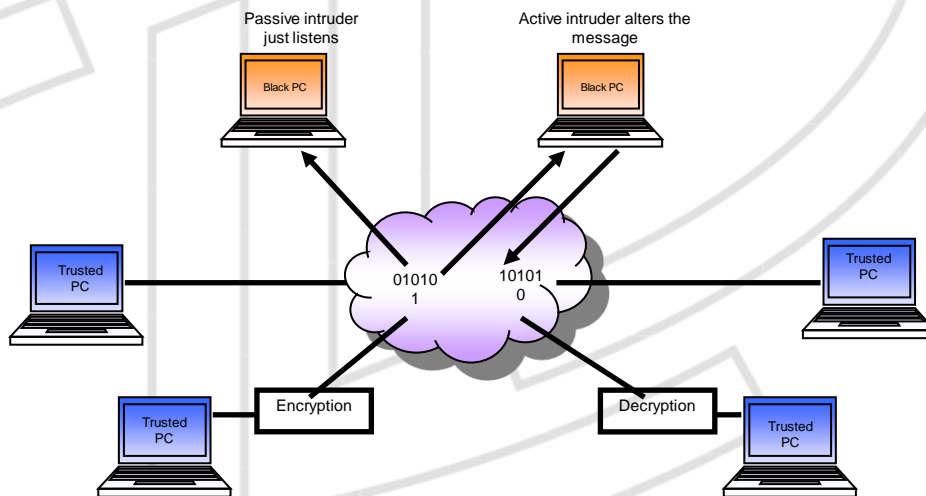 Passive intruder
just listens
Active intruder alters the
message
Black PC
Black PC
Trusted
PC
01010
1
10101
0
Trusted
PC
Trusted
PC
Encryption
Decryption
Trusted
PC